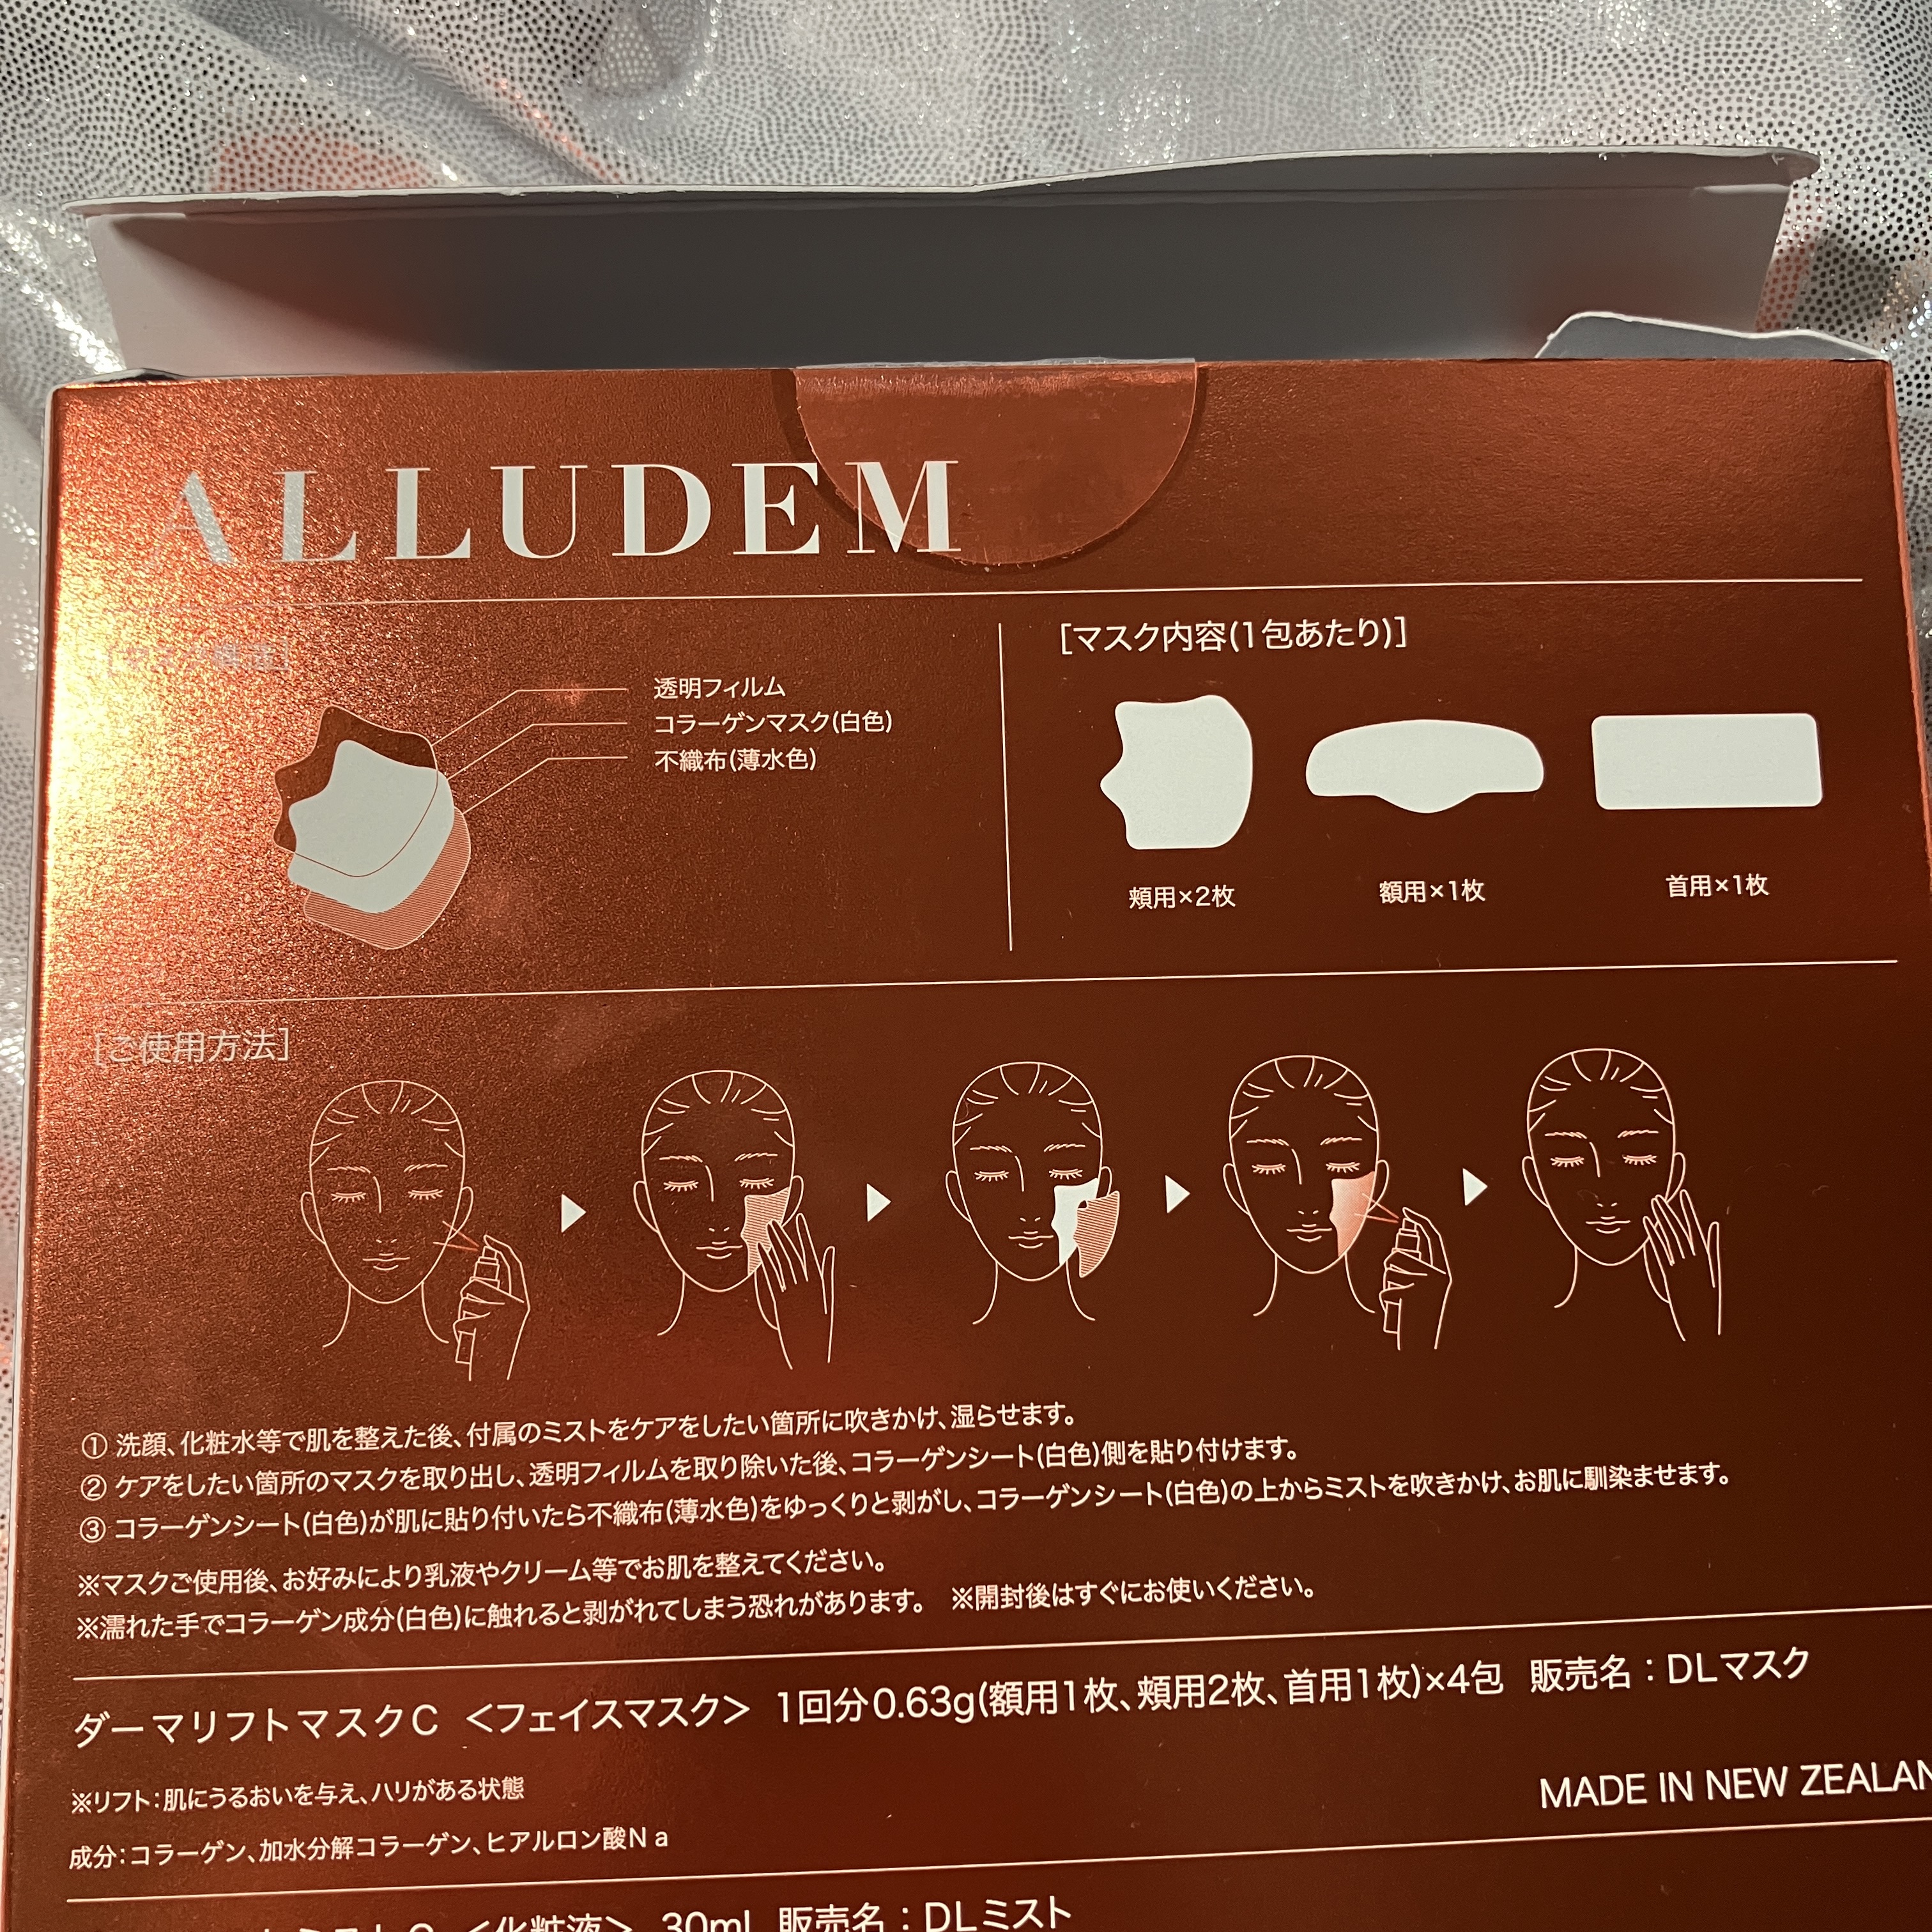 ALLUDEM
透明フィルム
コラーゲンマスク(白色)
不織布(薄水色)
[マスク内容(1包あたり)]
頬用×2枚
額用×1枚
首用×1枚
[ご使用方法]
① 洗顔、化粧水等で肌を整えた後、付属のミストをケアをしたい箇所に吹きかけ、湿らせます。
② ケアをしたい箇所のマスクを取り出し、透明フィルムを取り除いた後、コラーゲンシート(白色)側を貼り付けます。
③ コラーゲンシート(白色)が肌に貼り付いたら不織布(薄水色)をゆっくりと剥がし、コラーゲンシート(白色)の上からミストを吹きかけ、お肌に馴染ませます。
※マスクご使用後、お好みにより乳液やクリーム等でお肌を整えてください。
※濡れた手でコラーゲン成分(白色)に触れると剥がれてしまう恐れがあります。 ※開封後はすぐにお使いください。
ダーマリフトマスクC <フェイスマスク> 1回分0.63g(額用1枚、頬用2枚、首用1枚)×4包 販売名：DLマスク
※リフト：肌にうるおいを与え、ハリがある状態
MADE IN NEW ZEALAN
成分：コラーゲン、加水分解コラーゲン、ヒアルロン酸Na
ミストC <化粧液> 30mL 販売名：DLミスト